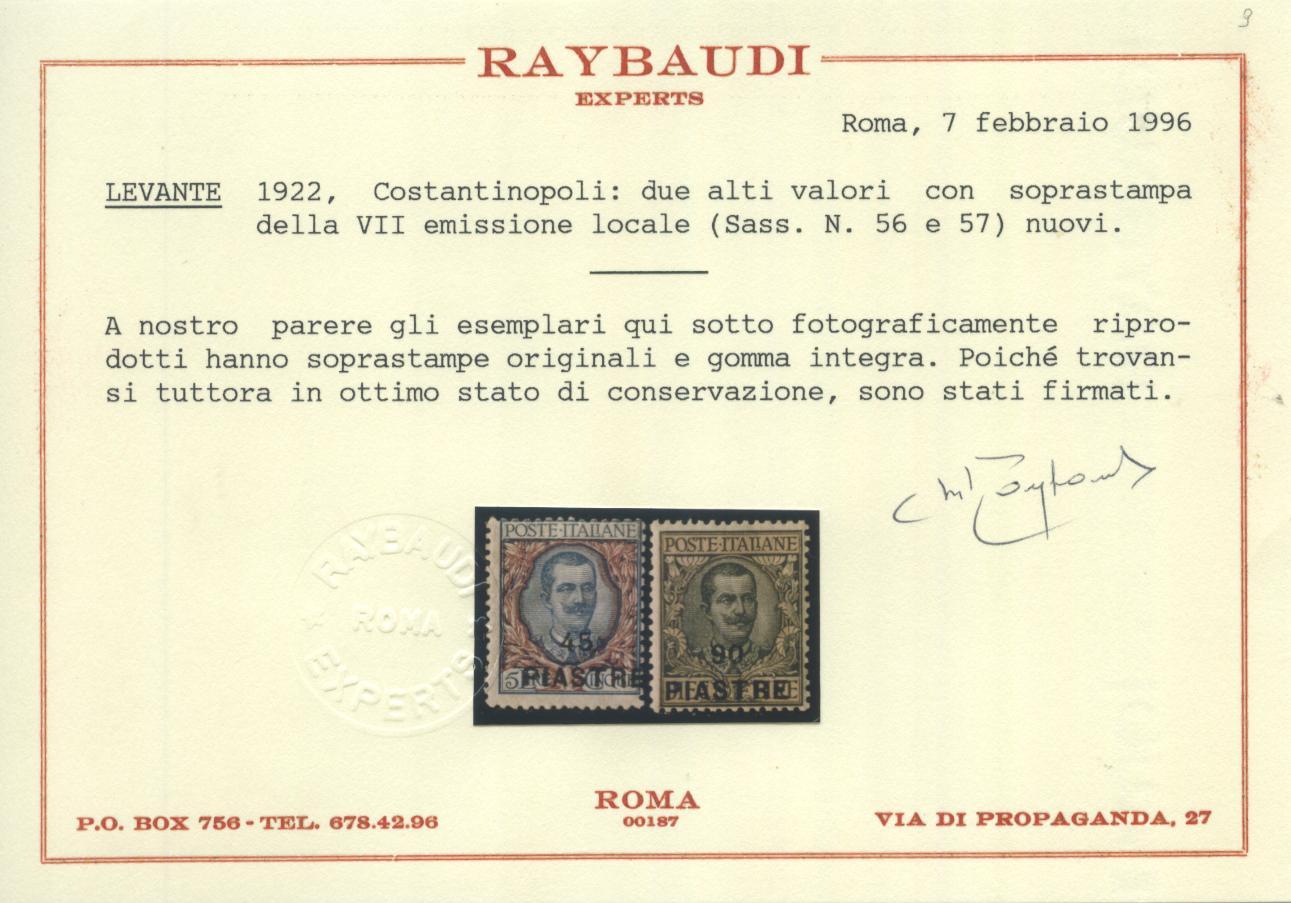 9
RAYBAUDI
EXPERTS
Roma, 7 febbraio 1996
LEVANTE 1922, Costantinopoli: due alti valori con soprastampa
della VII emissione locale (Sass. N. 56 e 57) nuovi.
A nostro parere gli esemplari qui sotto fotograficamente ripro-
dotti hanno soprastampe originali e gomma integra. Poiché trovan-
si tuttora in ottimo stato di conservazione, sono stati firmati.
RAYBAUDI
ROMA
EXPERTS
POSTE·ITALIANE
45
PIASTRE
5
POSTE·ITALIANE
90
PIASTRE
ROMA
00187
P.O. BOX 756 - TEL. 678.42.96
VIA DI PROPAGANDA, 27